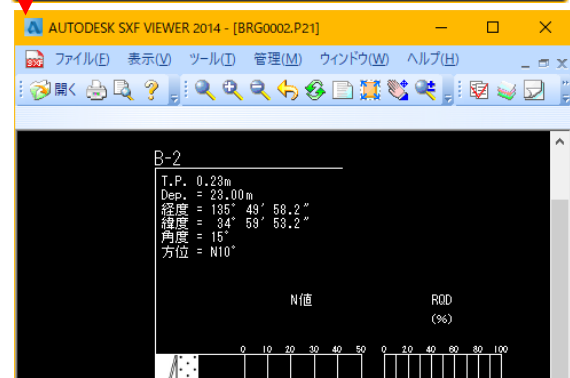 AUTODESK SXF VIEWER 2014 - [BRG0002.P21]
ファイル(F) 表示(V) ツール(T) 管理(M) ウィンドウ(W) ヘルプ(H)
開く
B-2
T.P. 0.23m
Dep. = 23.00m
経度 = 135° 49′ 58.2″
緯度 = 34° 59′ 53.2″
角度 = 15°
方位 = N10°
N値 RQD
(%)
0 10 20 30 40 50 0 20 40 60 80 100